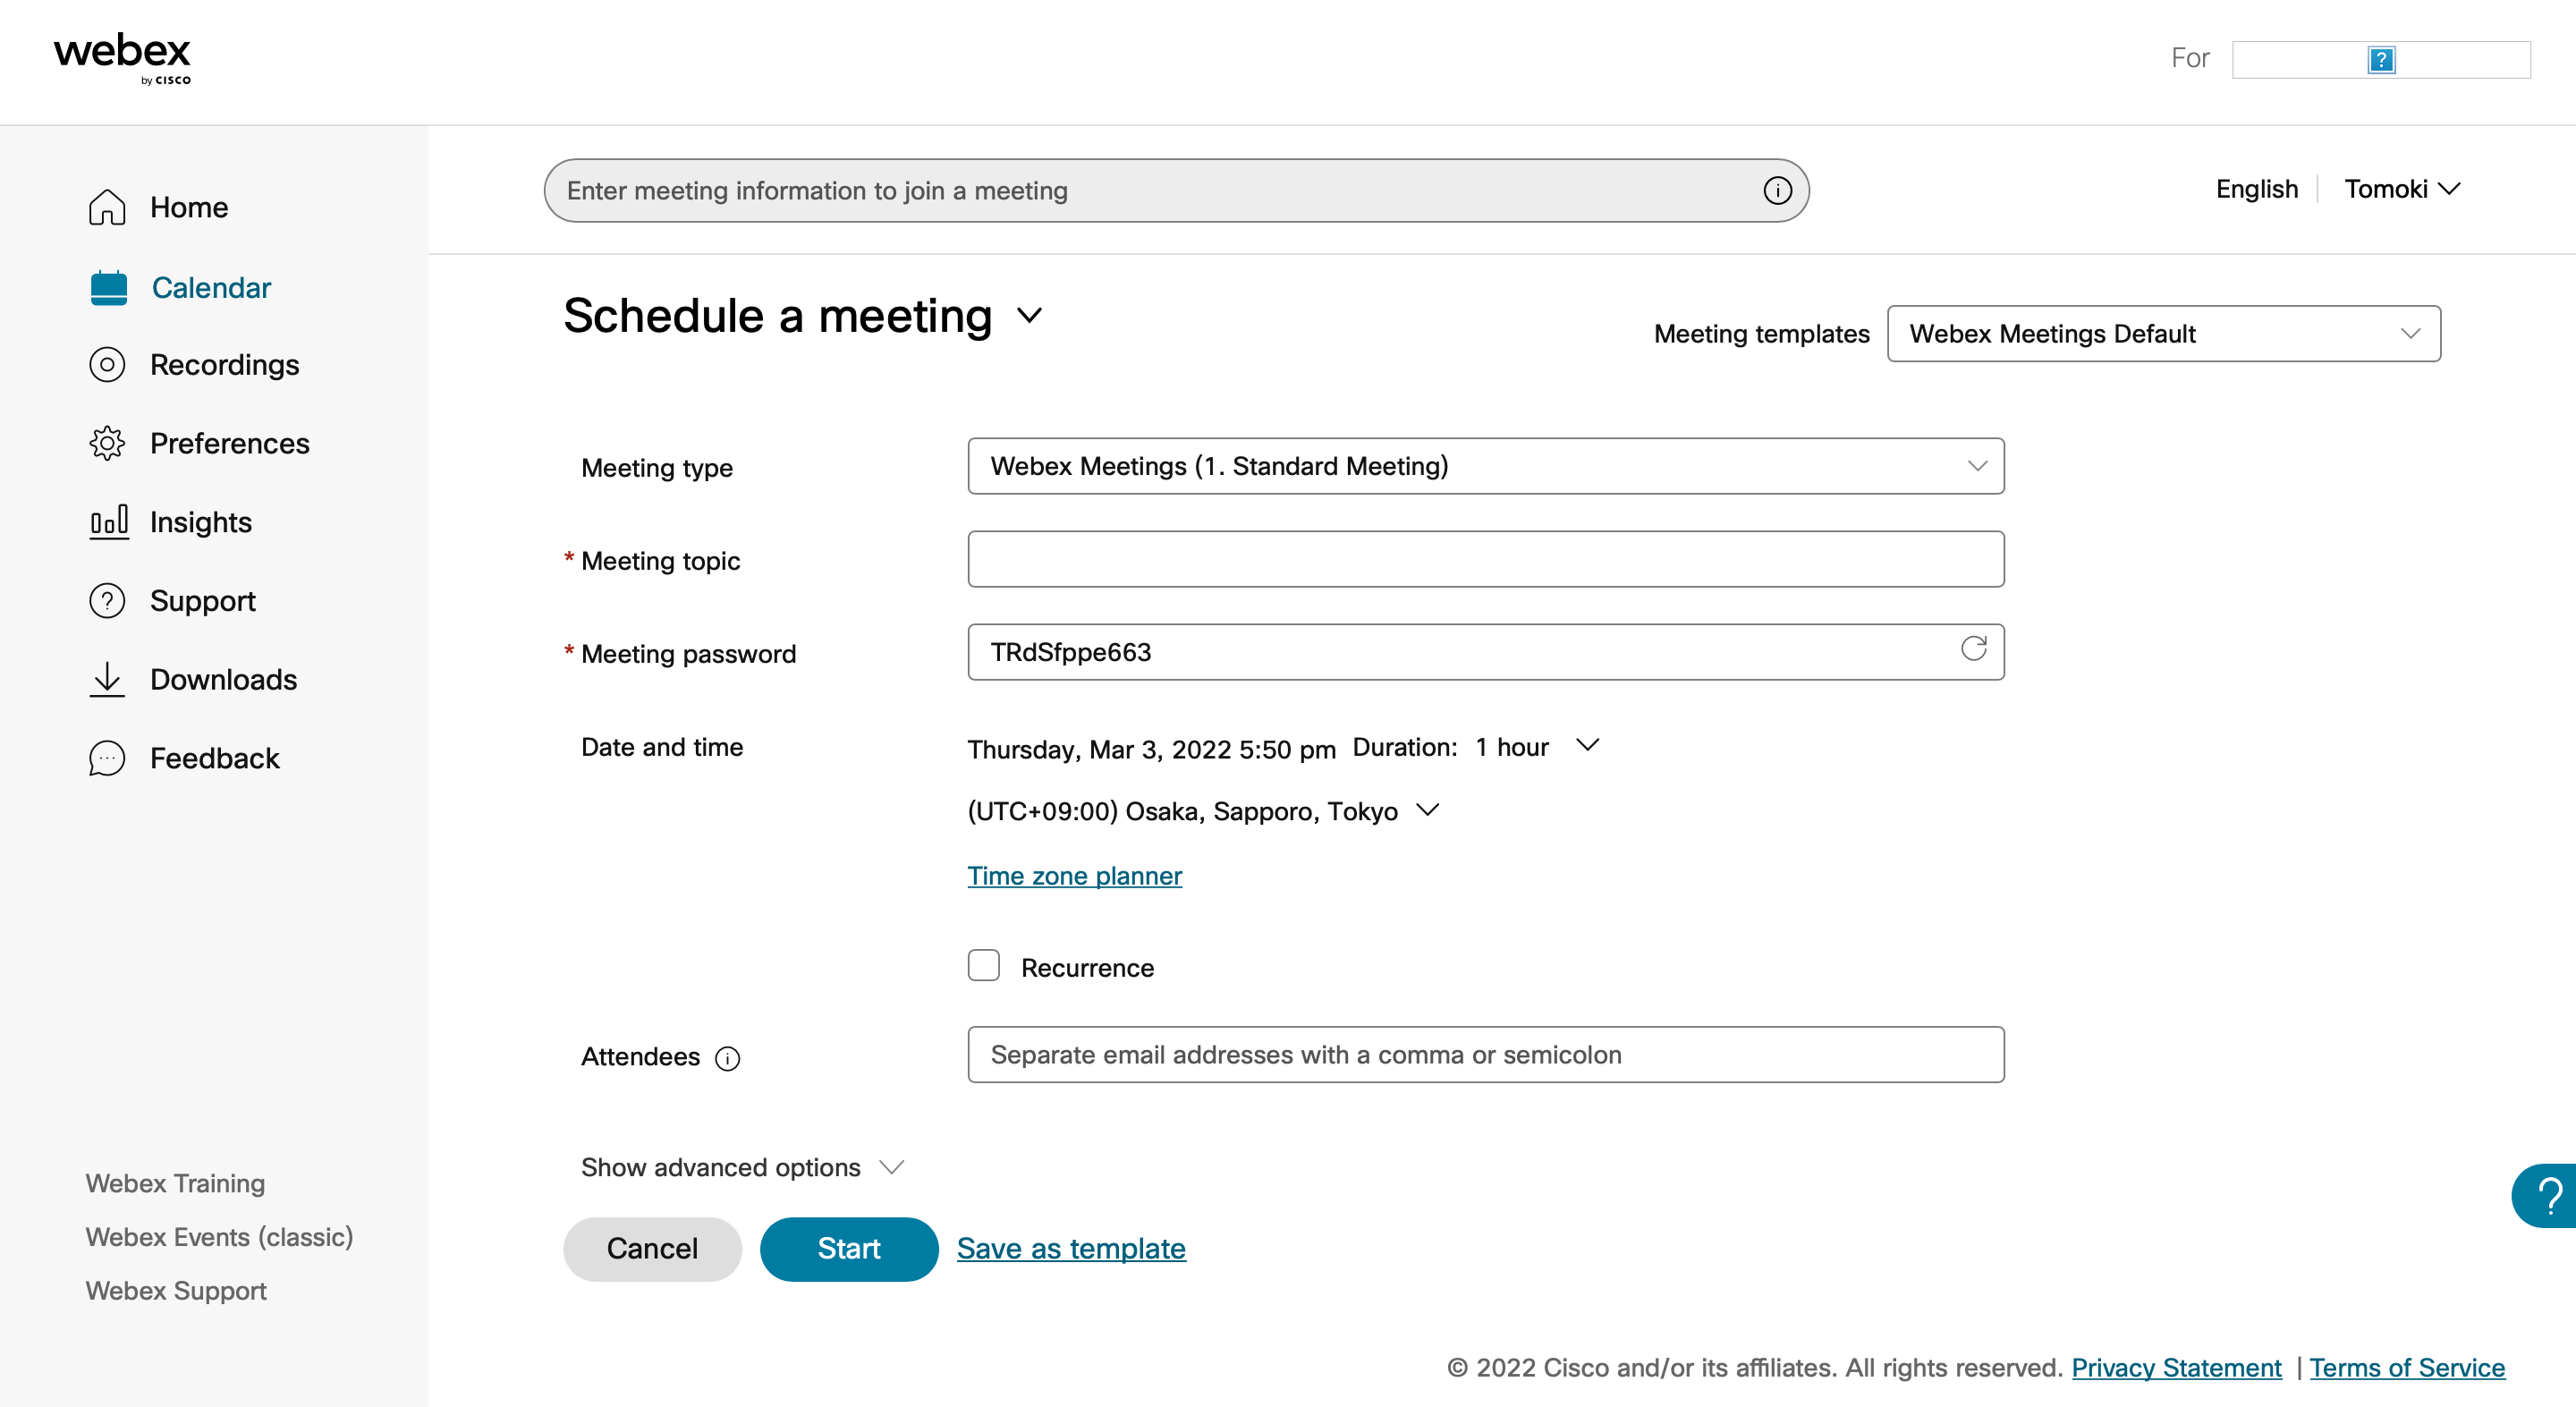 webex
by CISCO
For
Home
Calendar
Recordings
Preferences
Insights
Support
Downloads
Feedback
Webex Training
Webex Events (classic)
Webex Support
Enter meeting information to join a meeting
English
Tomoki
Schedule a meeting
Meeting templates Webex Meetings Default
Meeting type Webex Meetings (1. Standard Meeting)
* Meeting topic
* Meeting password TRdSfppe663
Date and time Thursday, Mar 3, 2022 5:50 pm Duration: 1 hour
(UTC+09:00) Osaka, Sapporo, Tokyo
Time zone planner
Recurrence
Attendees Separate email addresses with a comma or semicolon
Show advanced options
Cancel Start Save as template
?
© 2022 Cisco and/or its affiliates. All rights reserved. Privacy Statement | Terms of Service